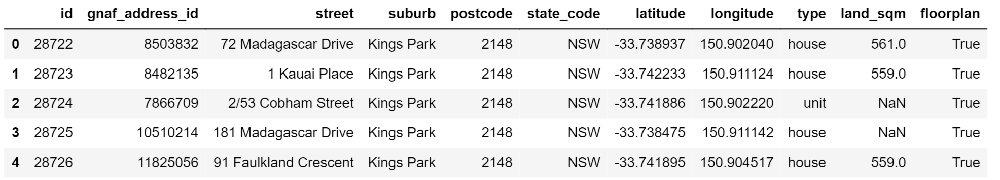 id gnaf_address_id street suburb postcode state_code latitude longitude type land_sqm floorplan
0 28722 8503832 72 Madagascar Drive Kings Park 2148 NSW -33.738937 150.902040 house 561.0 True
1 28723 8482135 1 Kauai Place Kings Park 2148 NSW -33.742233 150.911124 house 559.0 True
2 28724 7866709 2/53 Cobham Street Kings Park 2148 NSW -33.741886 150.902220 unit NaN True
3 28725 10510214 181 Madagascar Drive Kings Park 2148 NSW -33.738475 150.911142 house NaN True
4 28726 11825056 91 Faulkland Crescent Kings Park 2148 NSW -33.741895 150.904517 house 559.0 True